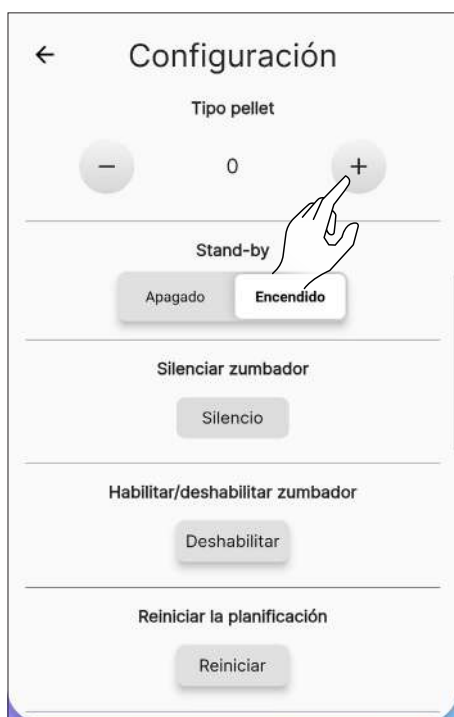 ← Configuración
Tipo pellet
− 0 +
Stand-by
Apagado Encendido
Silenciar zumbador
Silencio
Habilitar/deshabilitar zumbador
Deshabilitar
Reiniciar la planificación
Reiniciar